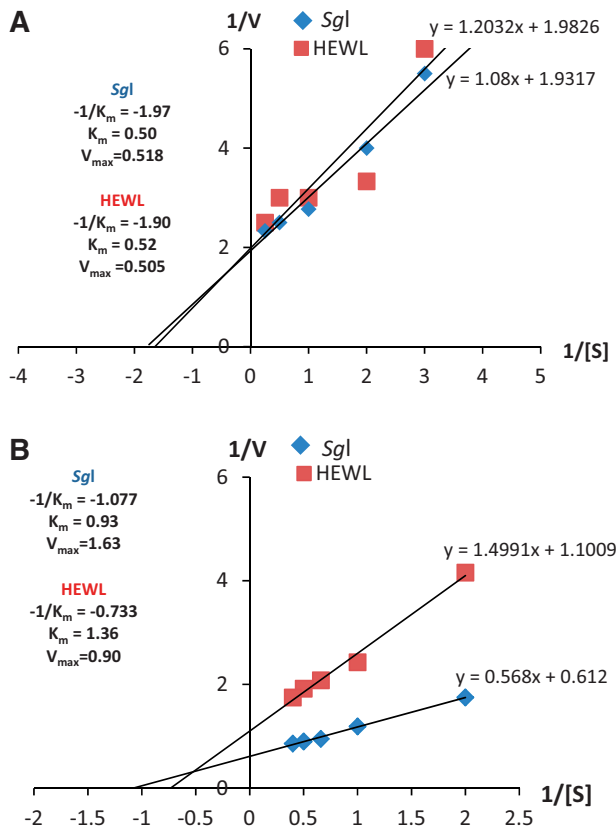 A
1/V
Sgl
HEWL
y = 1.2032x + 1.9826
y = 1.08x + 1.9317
Sgl
-1/Km = -1.97
Km = 0.50
Vmax=0.518
HEWL
-1/Km = -1.90
Km = 0.52
Vmax =0.505
6
4
2
0
1/[S]
-4 -3 -2 -1 0 1 2 3 4 5
B
1/V
Sgl
HEWL
Sgl
-1/Km = -1.077
Km = 0.93
Vmax=1.63
HEWL
-1/Km = -0.733
Km = 1.36
Vmax=0.90
y = 1.4991x + 1.1009
y = 0.568x + 0.612
6
4
2
0
1/[S]
-2 -1.5 -1 -0.5 0 0.5 1 1.5 2 2.5